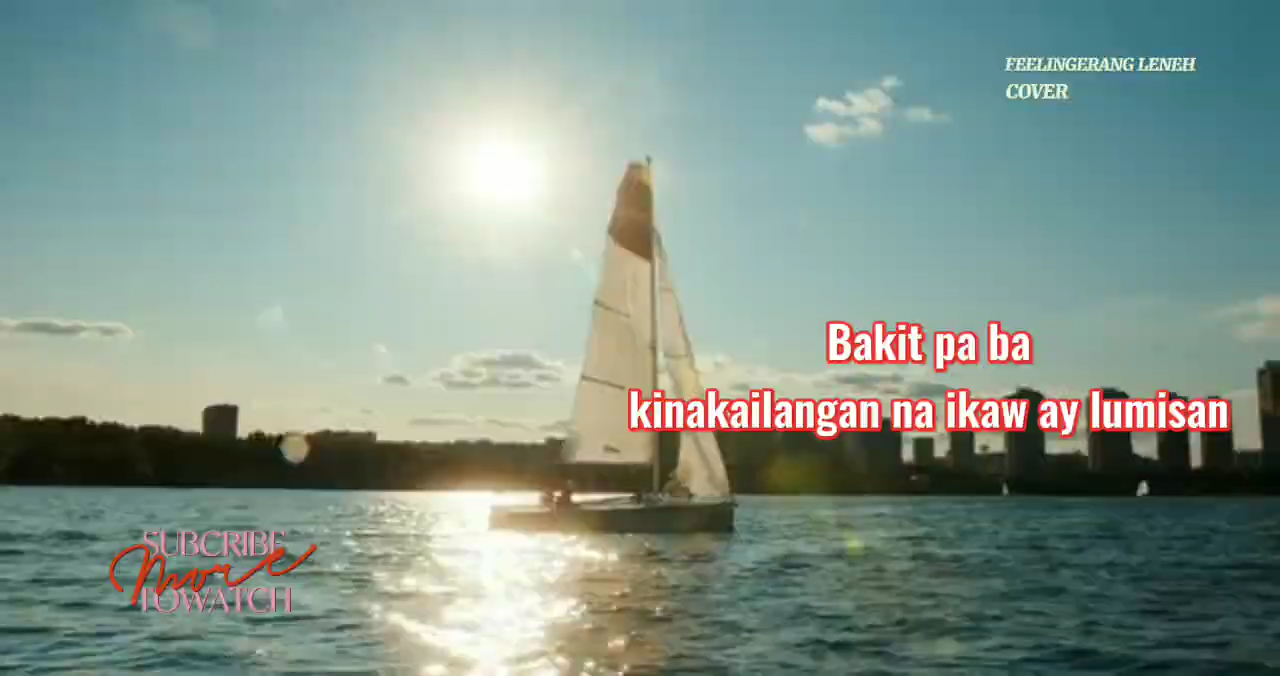 FEELINGERANG LENEH
COVER
Bakit pa ba
kinakailangan na ikaw ay lumisan
SUBCRIBE
More
TOWATCH